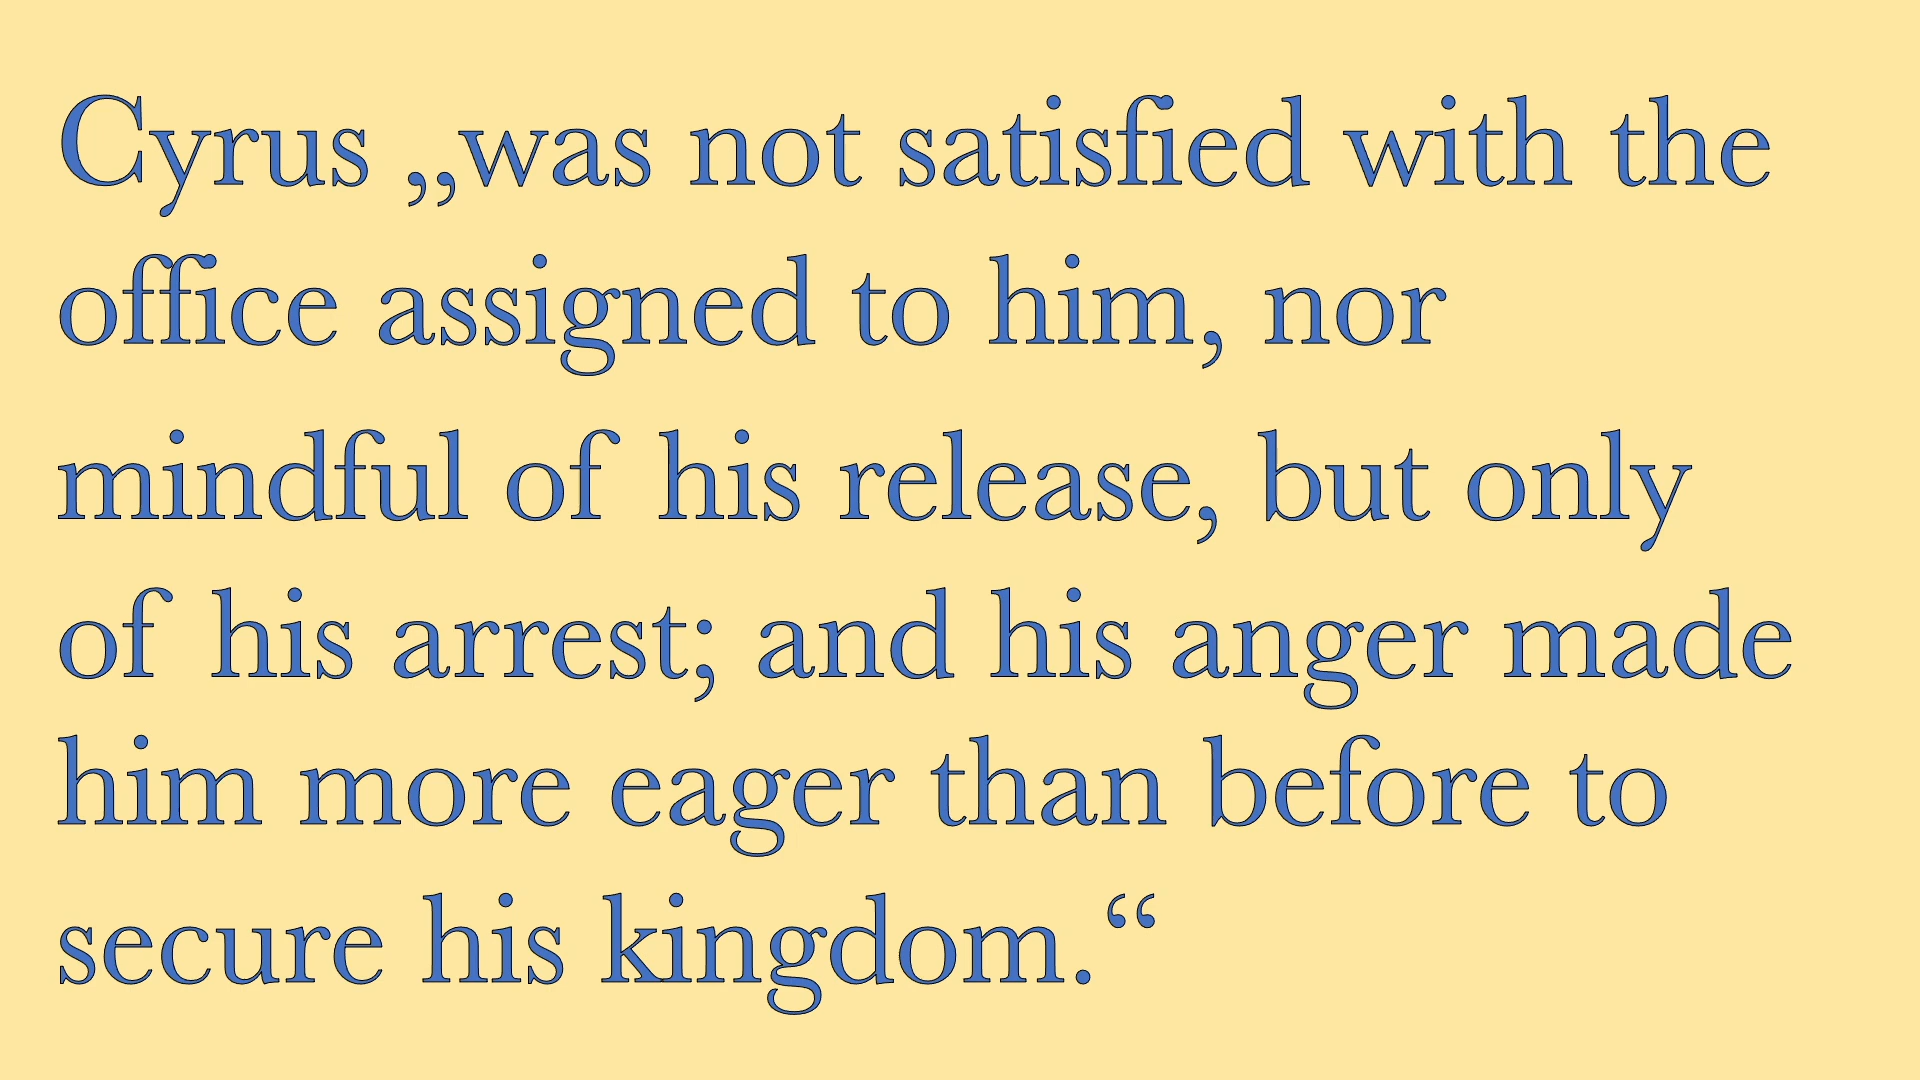 Cyrus „was not satisfied with the
office assigned to him, nor
mindful of his release, but only
of his arrest; and his anger made
him more eager than before to
secure his kingdom.“